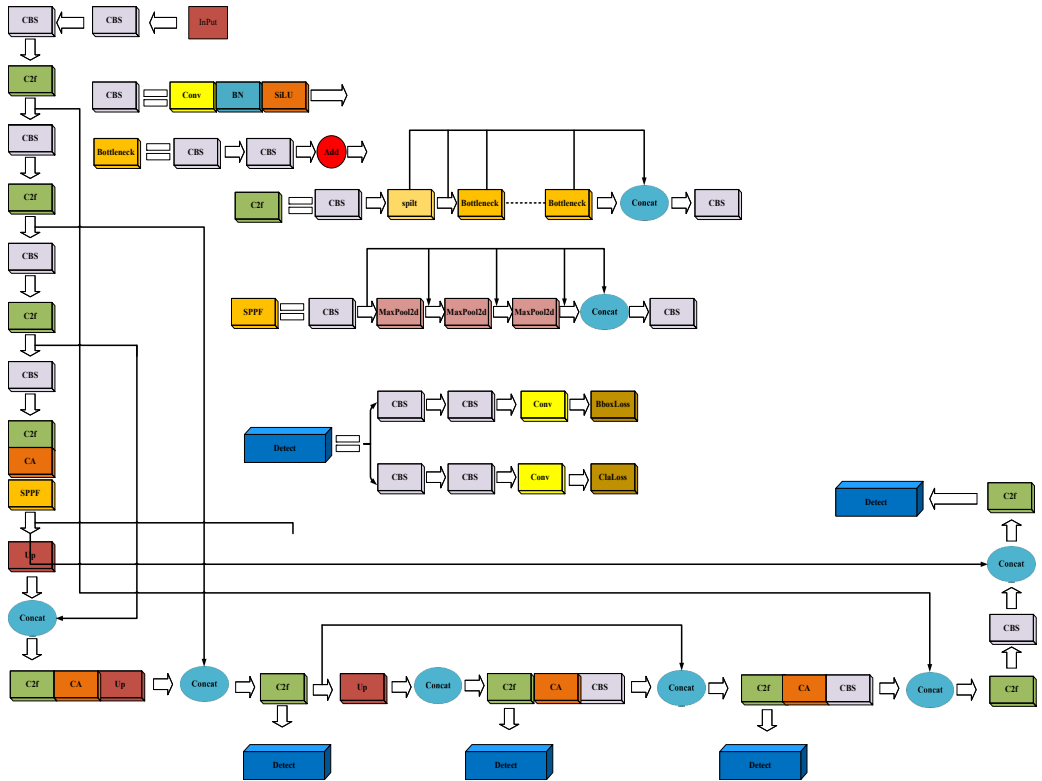 CBS CBS InPut
C2f
CBS Conv BN SiLU
CBS
Bottleneck CBS CBS Add
C2f
C2f CBS spilt Bottleneck Bottleneck Concat CBS
CBS
C2f
SPPF CBS MaxPool2d MaxPool2d MaxPool2d Concat CBS
CBS
CBS CBS Conv BboxLoss
C2f
Detect
CA
CBS CBS Conv ClaLoss
SPPF
Detect C2f
Up
Concat
Concat
CBS
C2f CA Up Concat C2f Up Concat C2f CA CBS Concat C2f CA CBS Concat C2f
Detect Detect Detect